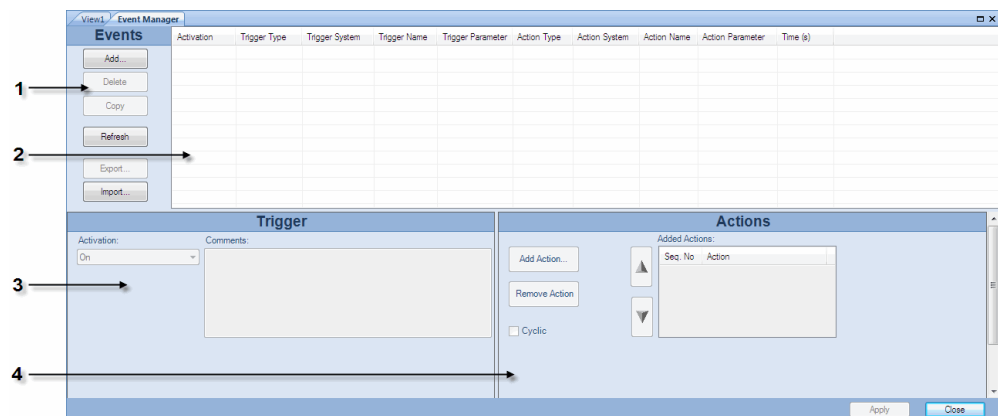 View1 Event Manager
Events
Activation Trigger Type Trigger System Trigger Name Trigger Parameter Action Type Action System Action Name Action Parameter Time (s)
Add...
1
Delete
Copy
Refresh
2
Export...
Import...
Trigger
Actions
Activation:
Comments:
Added Actions:
On
Add Action...
Seq. No Action
3
Remove Action
Cyclic
4
Apply
Close